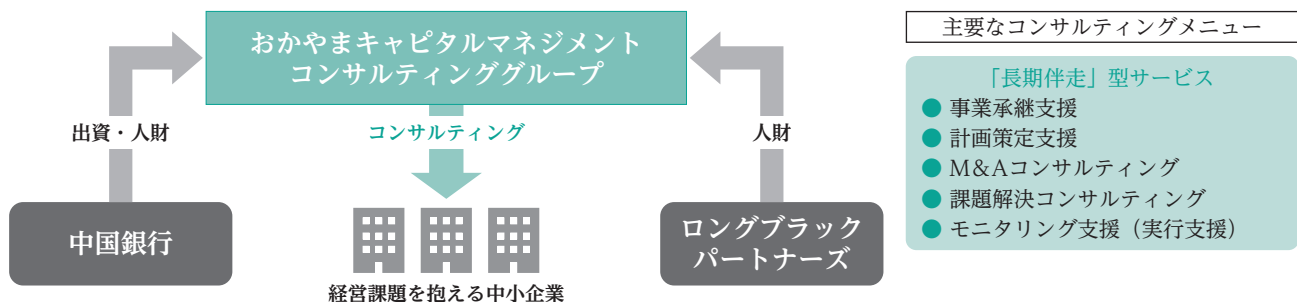 おかやまキャピタルマネジメント
コンサルティンググループ
出資・人財
コンサルティング
人財
中国銀行
ロングブラック
パートナーズ
経営課題を抱える中小企業
主要なコンサルティングメニュー
「長期伴走」型サービス
● 事業承継支援
● 計画策定支援
● M&Aコンサルティング
● 課題解決コンサルティング
● モニタリング支援（実行支援）